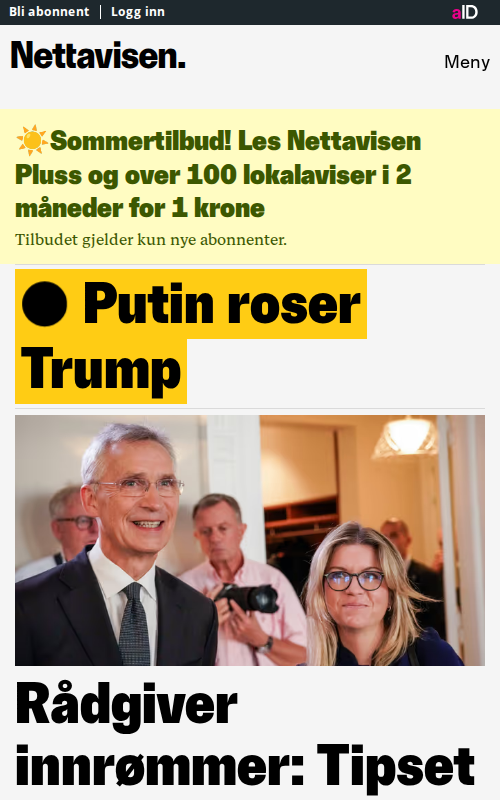 Bli abonnent | Logg inn
aID
Nettavisen.
Meny
☀️Sommertilbud! Les Nettavisen
Pluss og over 100 lokalaviser i 2
måneder for 1 krone
Tilbudet gjelder kun nye abonnenter.
● Putin roser
Trump
Rådgiver
innrømmer: Tipset